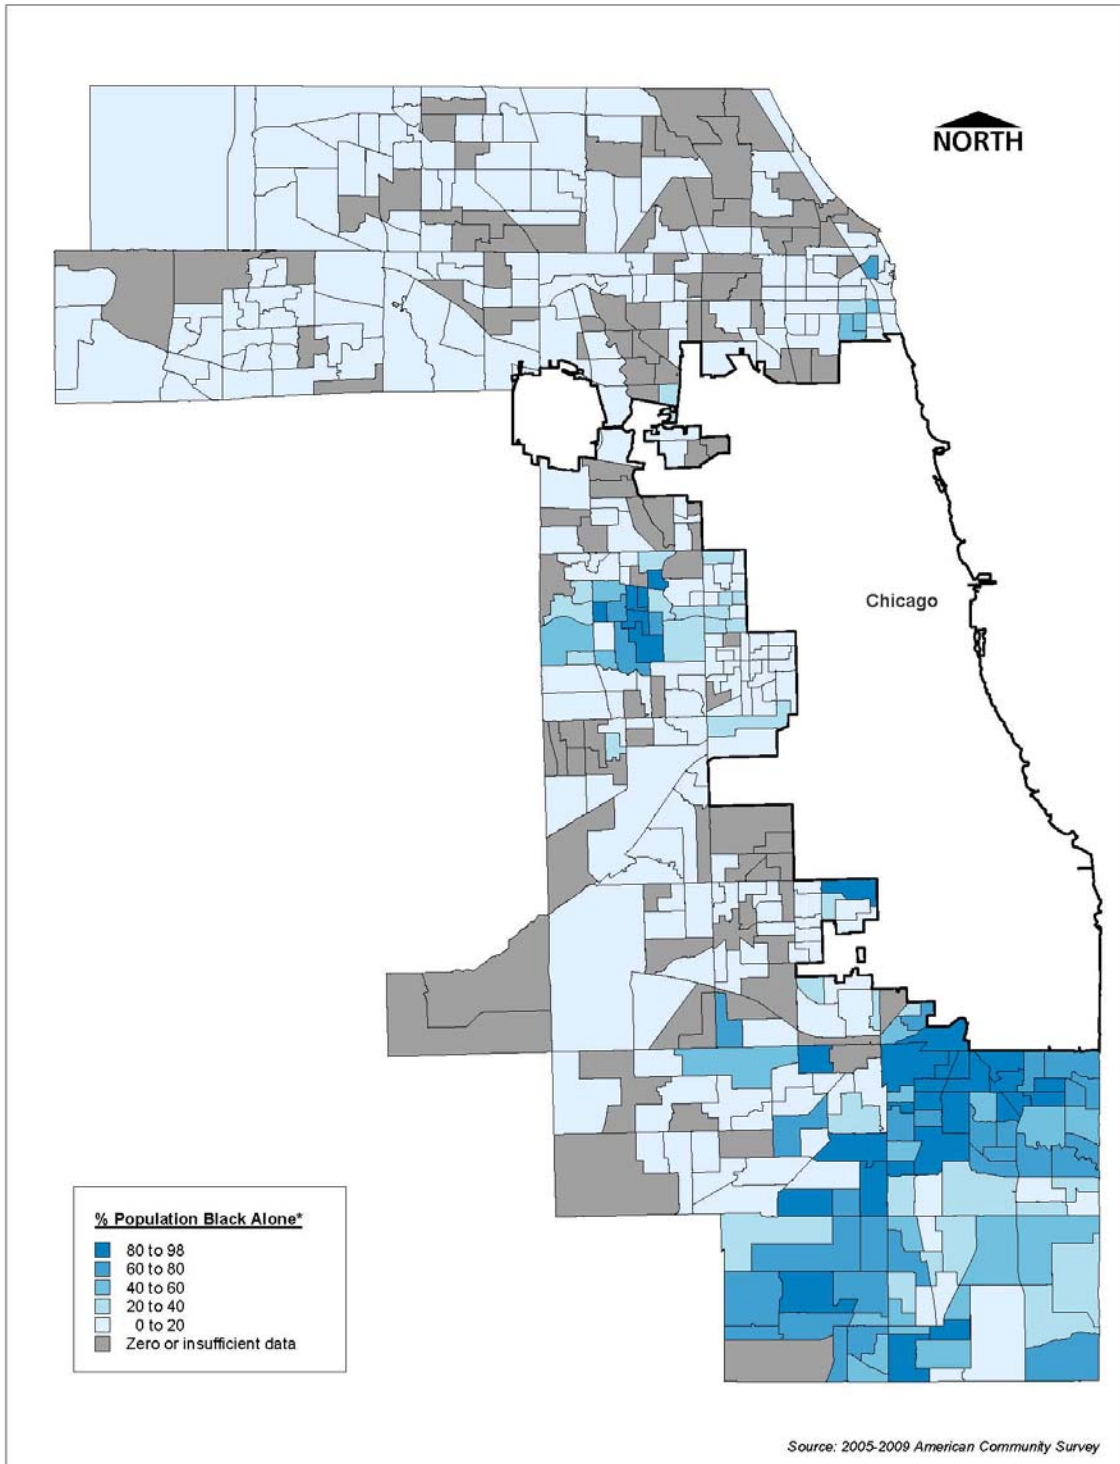 NORTH
Chicago
% Population Black Alone*
80 to 98
60 to 80
40 to 60
20 to 40
0 to 20
Zero or insufficient data
Source: 2005-2009 American Community Survey